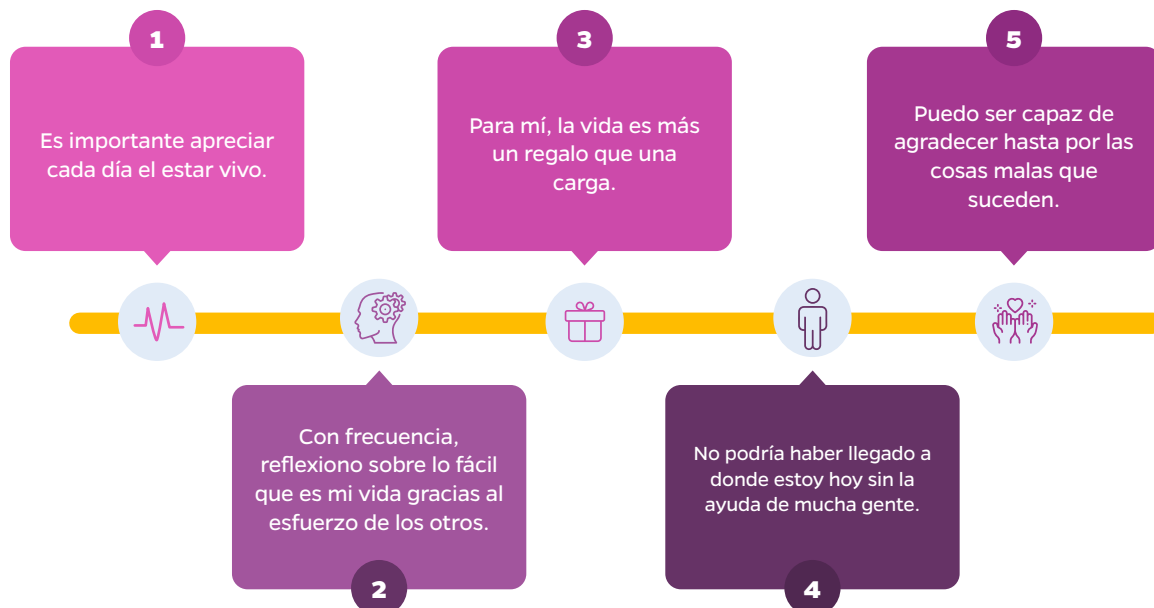 1
Es importante apreciar
cada día el estar vivo.
Con frecuencia,
reflexiono sobre lo fácil
que es mi vida gracias al
esfuerzo de los otros.
2
3
Para mí, la vida es más
un regalo que una
carga.
No podría haber llegado a
donde estoy hoy sin la
ayuda de mucha gente.
4
5
Puedo ser capaz de
agradecer hasta por las
cosas malas que
suceden.